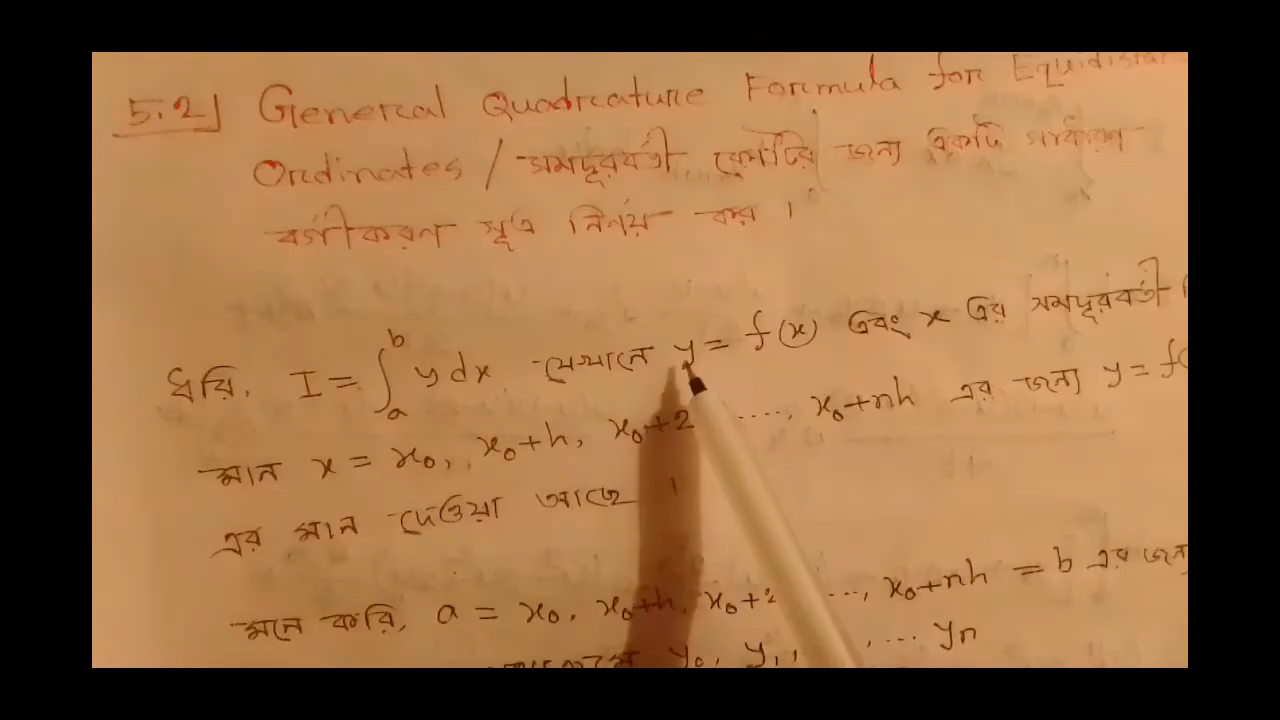 5.2] General Quadrature Formula for
Ordinates / সমদূরবর্তী কোটির জন্য একটি সাধারণ
বর্গীকরণ সূত্র নির্ণয় কর ।
ধরি, I = ∫ₐᵇ y dx যেখানে y = f(x) এবং x এর সমদূরবর্তী
মান x = x₀, x₀+h, x₀+2 ...., x₀+nh এর জন্য y =
এর মান দেওয়া আছে ।
মনে করি, a = x₀, x₀+h, x₀+2 ..., x₀+nh = b এর
y₀, y₁, , ... yn